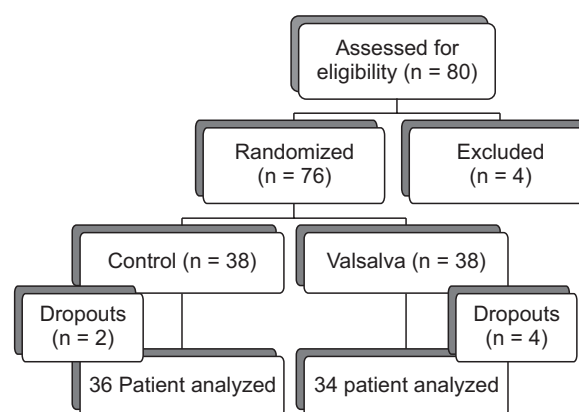 Assessed for
eligibility (n = 80)
Randomized
(n = 76)
Excluded
(n = 4)
Control (n = 38)
Valsalva (n = 38)
Dropouts
(n = 2)
Dropouts
(n = 4)
36 Patient analyzed
34 patient analyzed